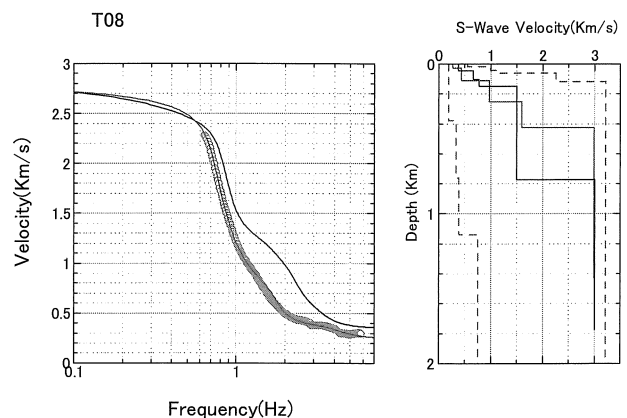 T08
S-Wave Velocity(Km/s)
0 1 2 3
Velocity(Km/s)
3
2.5
2
1.5
1
0.5
0
0.1 1
Frequency(Hz)
Depth (Km)
0
1
2